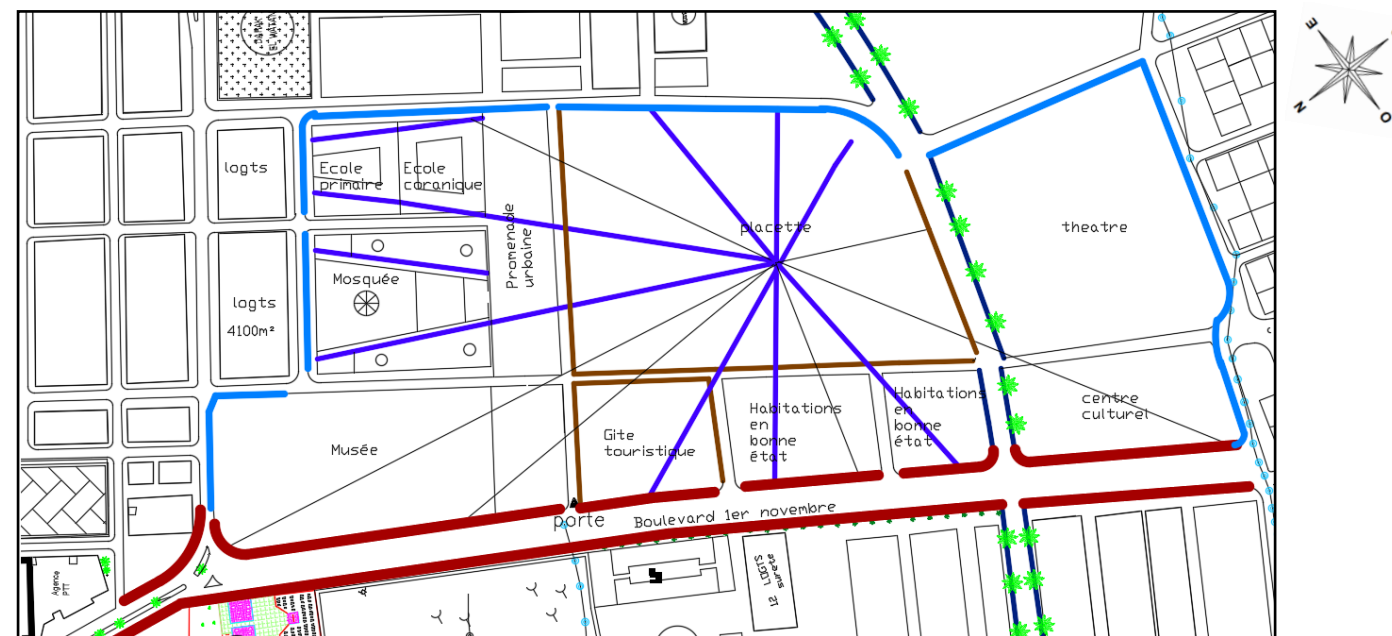 logts
Ecole
primaire
Ecole
coranique
Promenade
urbaine
placette
theatre
Mosquée
logts
4100m²
Musée
Gite
touristique
Habitations
en
bonne
état
Habitations
en
bonne
état
centre
culturel
porte
Boulevard 1er novembre
Agence
PTT
12
LOGTS
surete
E
N
O